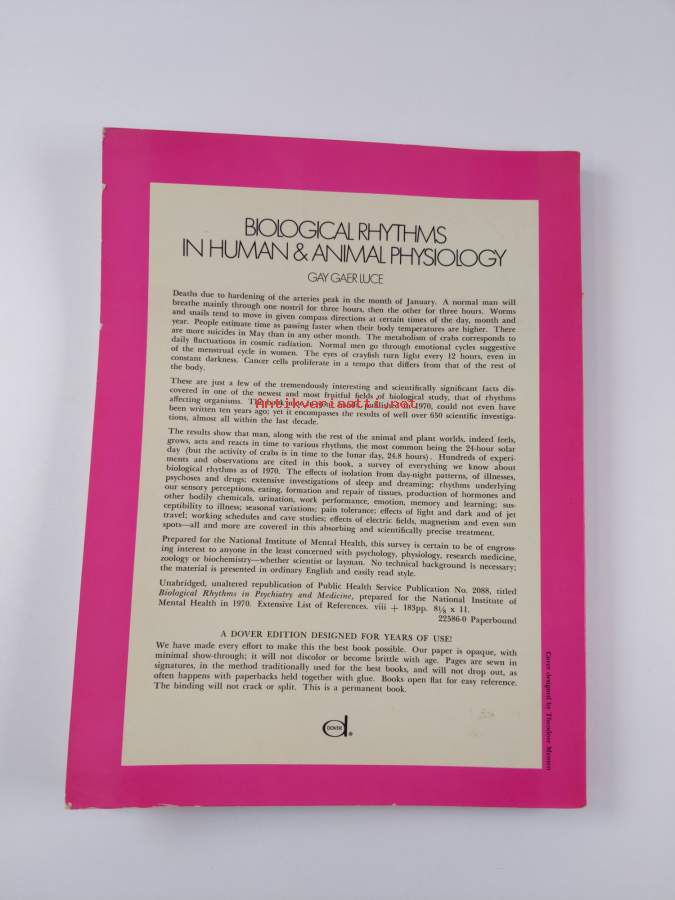 BIOLOGICAL RHYTHMS
IN HUMAN & ANIMAL PHYSIOLOGY
GAY GAER LUCE
Deaths due to hardening of the arteries peak in the month of January. A normal man will
breathe mainly through one nostril for three hours, then the other for three hours. Worms
and snails tend to move in given compass directions at certain times of the day, month and
year. People estimate time as passing faster when their body temperatures are higher. There
are more suicides in May than in any other month. The metabolism of crabs corresponds to
daily fluctuations in cosmic radiation. Normal men go through emotional cycles suggestive
of the menstrual cycle in women. The eyes of crayfish turn light every 12 hours, even in
constant darkness. Cancer cells proliferate in a tempo that differs from that of the rest of
the body.
These are just a few of the tremendously interesting and scientifically significant facts dis-
covered in one of the newest and most fruitful fields of biological study, that of rhythms
affecting organisms. 1970, could not even have
Antikvariaatti.net
been written ten years ago; yet it encompasses the results of well over 650 scientific investiga-
tions, almost all within the last decade.
The results show that man, along with the rest of the animal and plant worlds, indeed feels,
grows, acts and reacts in time to various rhythms, the most common being the 24-hour solar
day (but the activity of crabs is in time to the lunar day, 24.8 hours). Hundreds of experi-
ments and observations are cited in this book, a survey of everything we know about
biological rhythms as of 1970. The effects of isolation from day-night patterns, of illnesses,
psychoses and drugs; extensive investigations of sleep and dreaming; rhythms underlying
our sensory perceptions, eating, formation and repair of tissues, production of hormones and
other bodily chemicals, urination, work performance, emotion, memory and learning; sus-
ceptibility to illness; seasonal variations; pain tolerance; effects of light and dark and of jet
travel; working schedules and cave studies; effects of electric fields, magnetism and even sun
spots—all and more are covered in this absorbing and scientifically precise treatment.
Prepared for the National Institute of Mental Health, this survey is certain to be of engross-
ing interest to anyone in the least concerned with psychology, physiology, research medicine,
zoology or biochemistry—whether scientist or layman. No technical background is necessary;
the material is presented in ordinary English and easily read style.
Unabridged, unaltered republication of Public Health Service Publication No. 2088, titled
Biological Rhythms in Psychiatry and Medicine, prepared for the National Institute of
Mental Health in 1970. Extensive List of References. viii + 183pp. 8⅛ x 11.
22586-0 Paperbound
A DOVER EDITION DESIGNED FOR YEARS OF USE!
We have made every effort to make this the best book possible. Our paper is opaque, with
minimal show-through; it will not discolor or become brittle with age. Pages are sewn in
signatures, in the method traditionally used for the best books, and will not drop out, as
often happens with paperbacks held together with glue. Books open flat for easy reference.
The binding will not crack or split. This is a permanent book.
DOVER
Cover designed by Theodore Menten